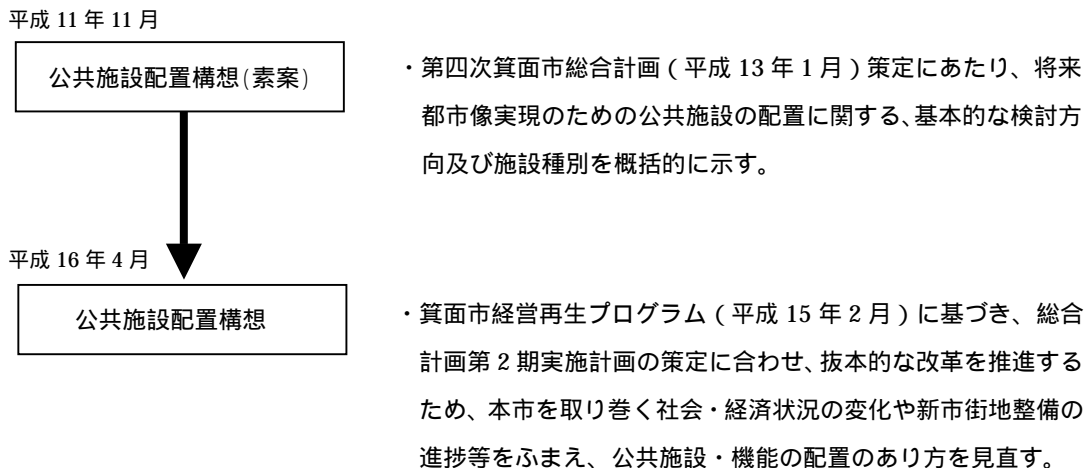 平成 11 年 11 月
公共施設配置構想(素案)
・第四次箕面市総合計画(平成 13 年 1 月)策定にあたり、将来
都市像実現のための公共施設の配置に関する、基本的な検討方
向及び施設種別を概括的に示す。
平成 16 年 4 月
公共施設配置構想
・箕面市経営再生プログラム(平成 15 年 2 月)に基づき、総合
計画第 2 期実施計画の策定に合わせ、抜本的な改革を推進する
ため、本市を取り巻く社会・経済状況の変化や新市街地整備の
進捗等をふまえ、公共施設・機能の配置のあり方を見直す。